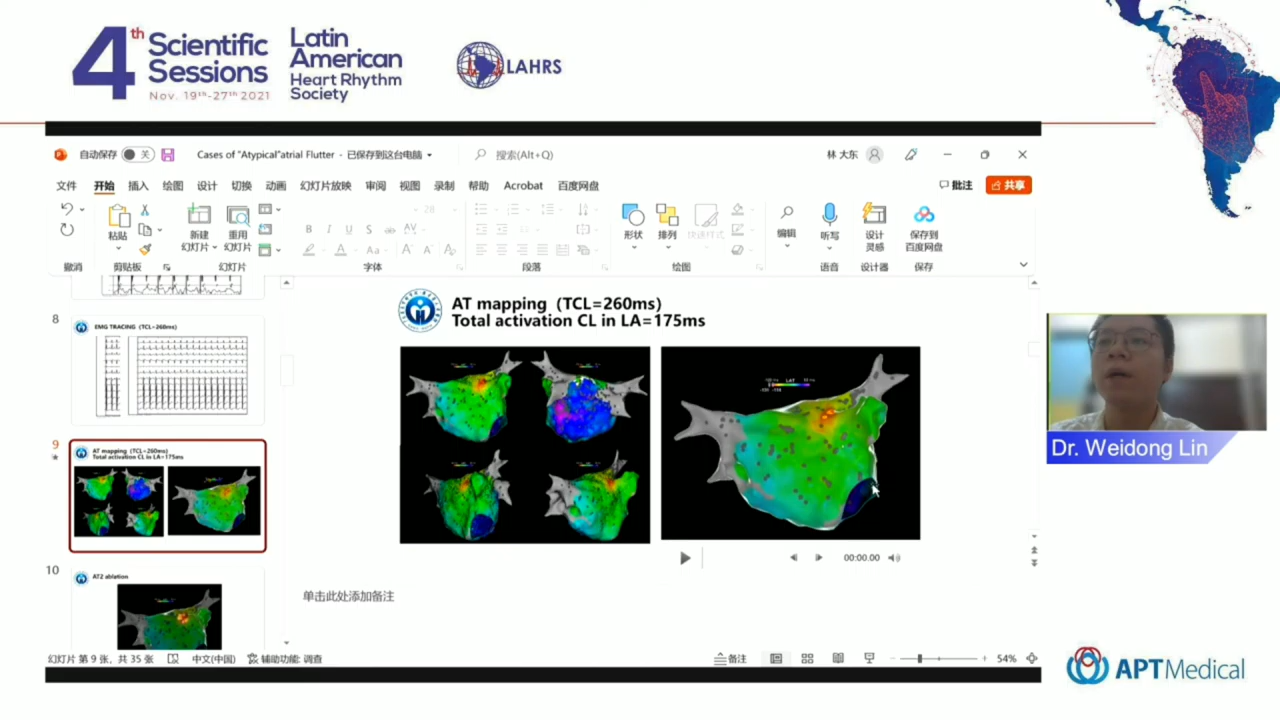 4th Scientific Sessions
Nov. 19th-27th 2021
Latin American Heart Rhythm Society
LAHRS
自动保存 关
Cases of "Atypical"atrial Flutter - 已保存到这台电脑
搜索(Alt+Q)
林 大东
文件 开始 插入 绘图 设计 切换 动画 幻灯片放映 审阅 视图 录制 帮助 Acrobat 百度网盘
批注 共享
粘贴
新建 幻灯片
重用 幻灯片
28
B I U S
Aa
形状 排列 快速样式
编辑
听写
设计 灵感
保存到 百度网盘
撤消 剪贴板 幻灯片 字体 段落 绘图 语音 设计器 保存
8
EMG TRACING (TCL=260ms)
9
AT mapping (TCL=260ms)
Total activation CL in LA=175ms
10
AT2 ablation
AT mapping (TCL=260ms)
Total activation CL in LA=175ms
LAT
00:00.00
单击此处添加备注
Dr. Weidong Lin
幻灯片 第 9 张, 共 35 张 中文(中国) 辅助功能: 调查
备注
54%
APTMedical